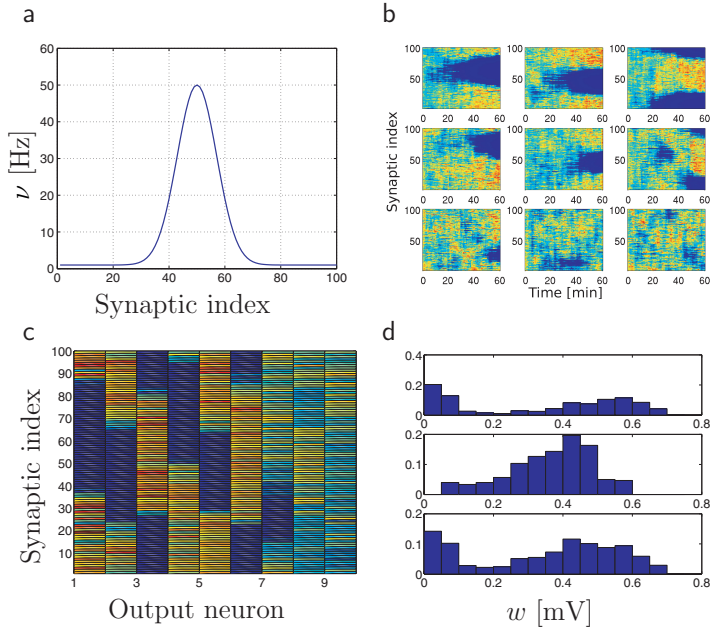 a
60
50
40
30
20
10
0
0 20 40 60 80 100
ν [Hz]
Synaptic index
b
100
50
0 20 40 60
100
50
0 20 40 60
100
50
0 20 40 60
100
50
0 20 40 60
100
50
0 20 40 60
100
50
0 20 40 60
100
50
0 20 40 60
100
50
0 20 40 60
100
50
0 20 40 60
Synaptic index
Time [min]
c
100
90
80
70
60
50
40
30
20
10
1 3 5 7 9
Synaptic index
Output neuron
d
0.4
0.2
0
0 0.2 0.4 0.6 0.8
0.2
0.1
0
0 0.2 0.4 0.6 0.8
0.2
0.1
0
0 0.2 0.4 0.6 0.8
w [mV]